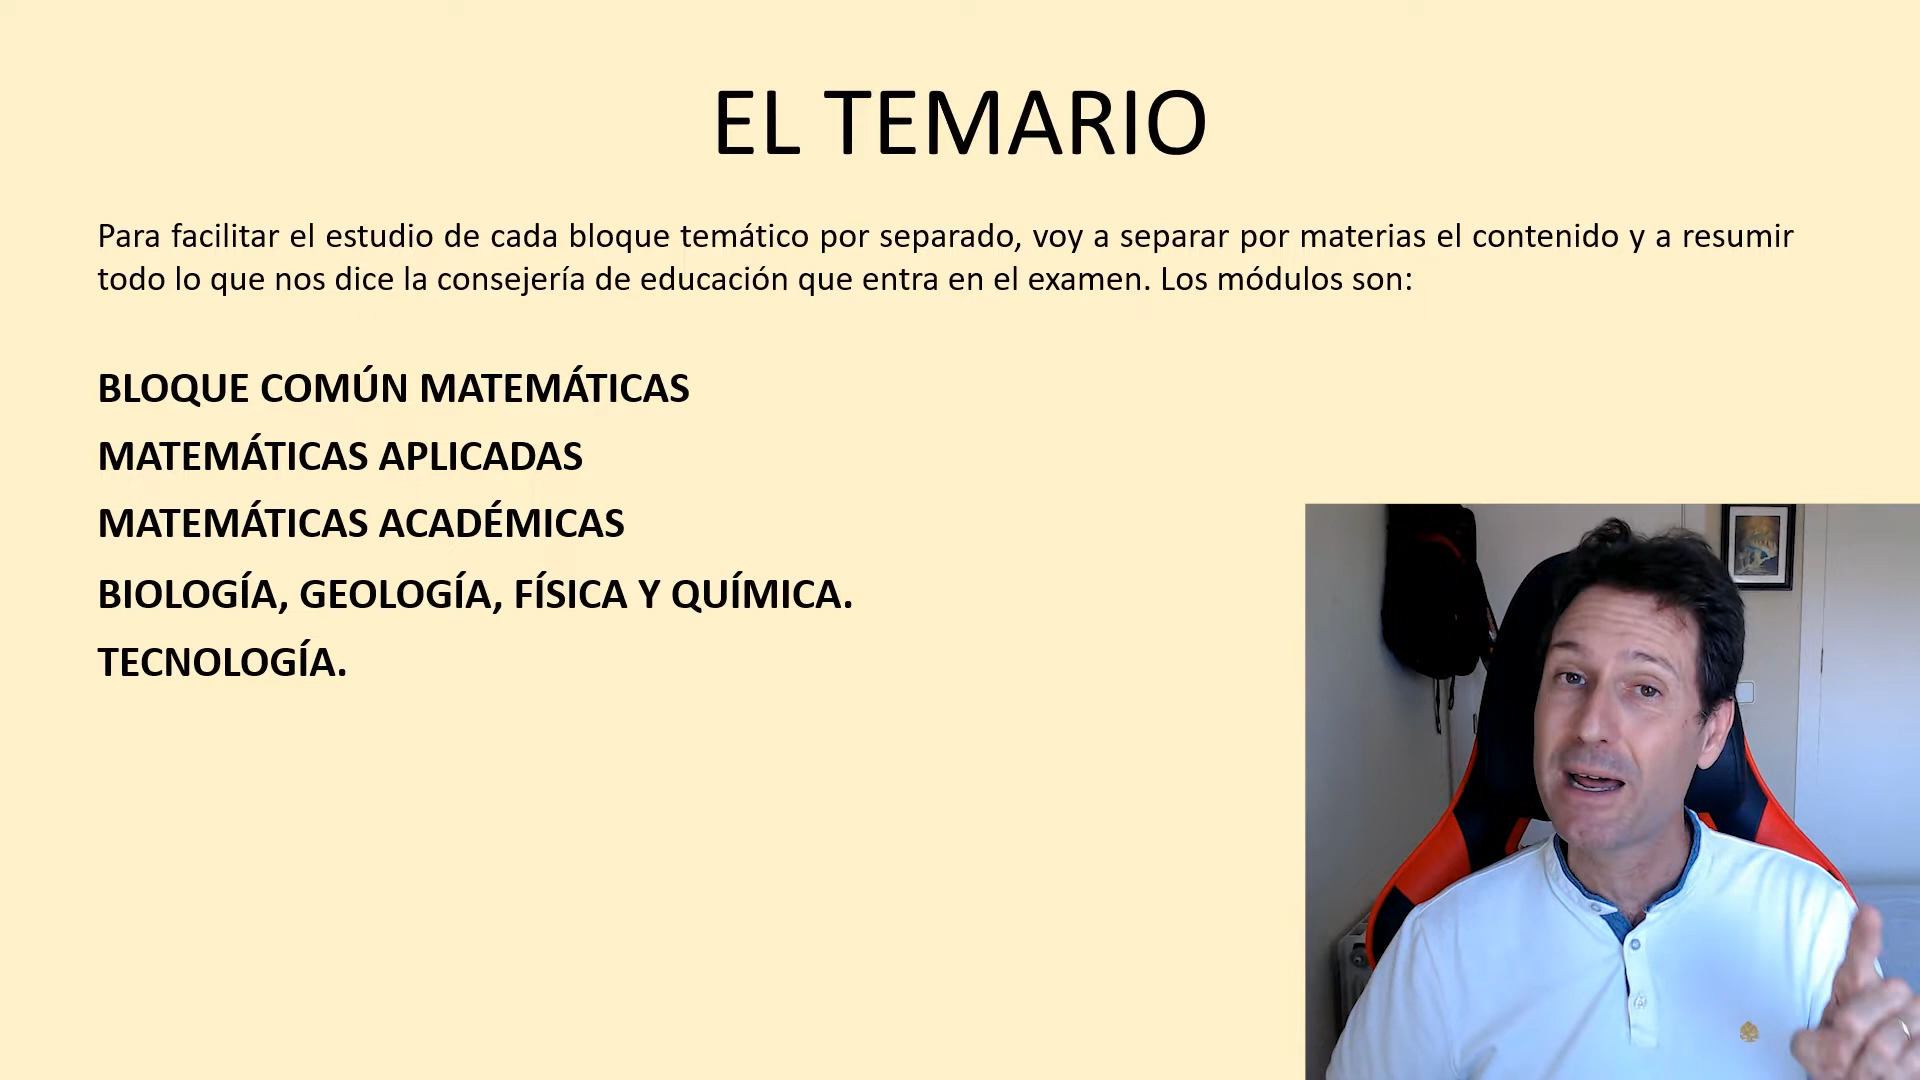 EL TEMARIO
Para facilitar el estudio de cada bloque temático por separado, voy a separar por materias el contenido y a resumir
todo lo que nos dice la consejería de educación que entra en el examen. Los módulos son:
BLOQUE COMÚN MATEMÁTICAS
MATEMÁTICAS APLICADAS
MATEMÁTICAS ACADÉMICAS
BIOLOGÍA, GEOLOGÍA, FÍSICA Y QUÍMICA.
TECNOLOGÍA.